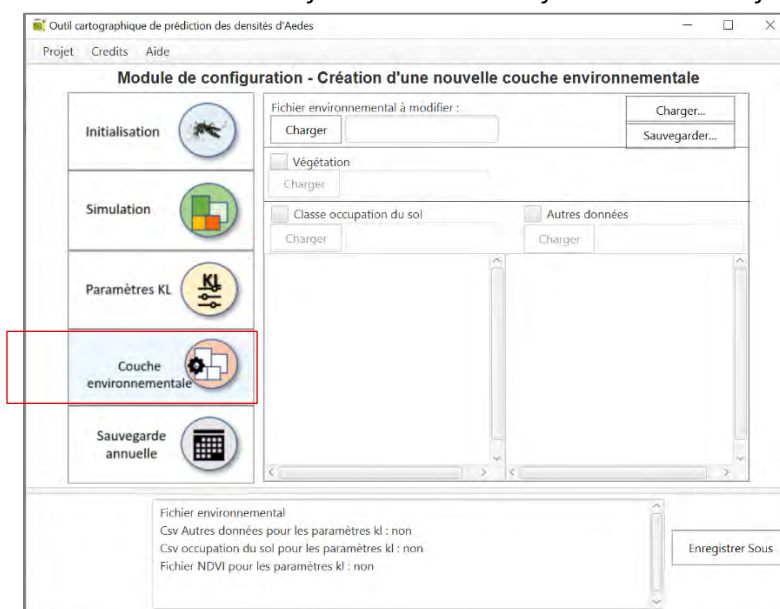 Outil cartographique de prédiction des densités d'Aedes
Projet Credits Aide
Module de configuration - Création d'une nouvelle couche environnementale
Initialisation
Simulation
Paramètres KL
KL
Couche
environnementale
Sauvegarde
annuelle
Fichier environnemental à modifier :
Charger
Charger...
Sauvegarder...
Végétation
Charger
Classe occupation du sol
Charger
Autres données
Charger
Fichier environnemental
Csv Autres données pour les paramètres kl : non
Csv occupation du sol pour les paramètres kl : non
Fichier NDVI pour les paramètres kl : non
Enregistrer Sous